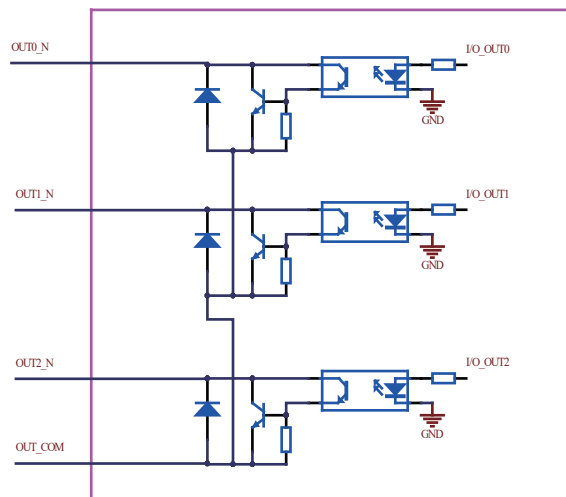 OUT0_N
I/O_OUT0
GND
OUT1_N
I/O_OUT1
GND
OUT2_N
I/O_OUT2
GND
OUT_COM